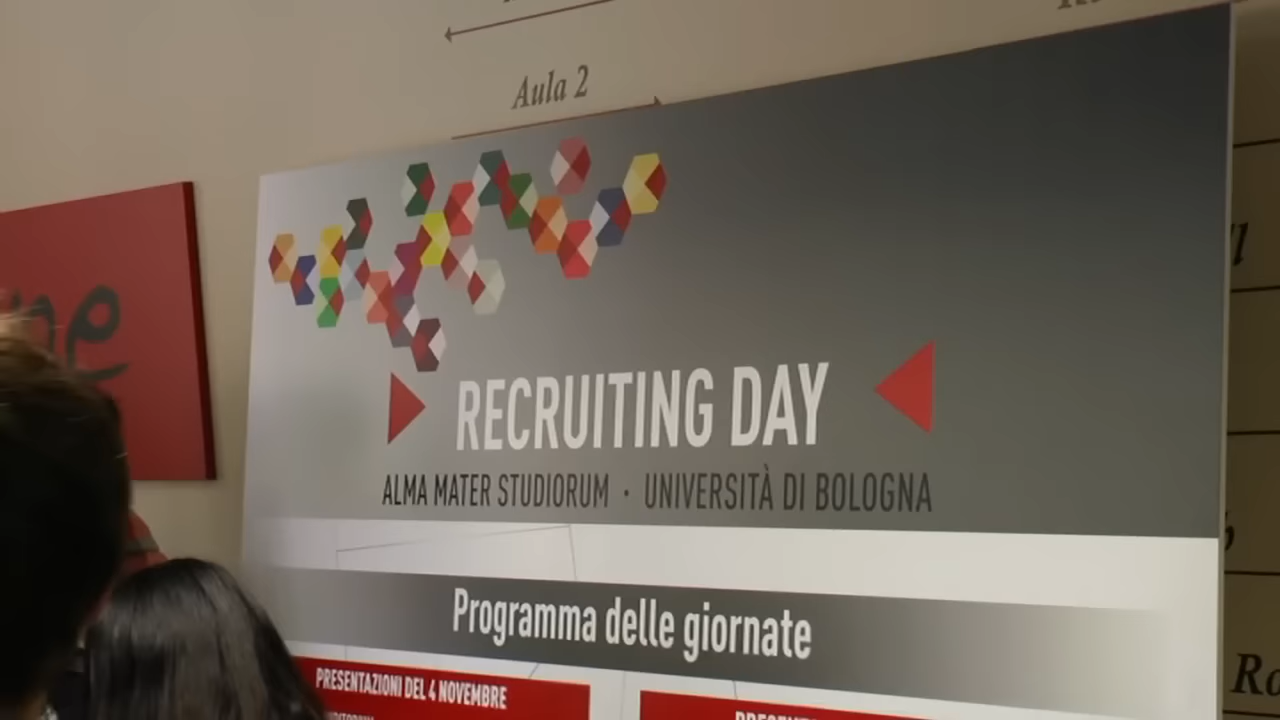 Aula 2
RECRUITING DAY
ALMA MATER STUDIORUM · UNIVERSITÀ DI BOLOGNA
Programma delle giornate
PRESENTAZIONI DEL 4 NOVEMBRE